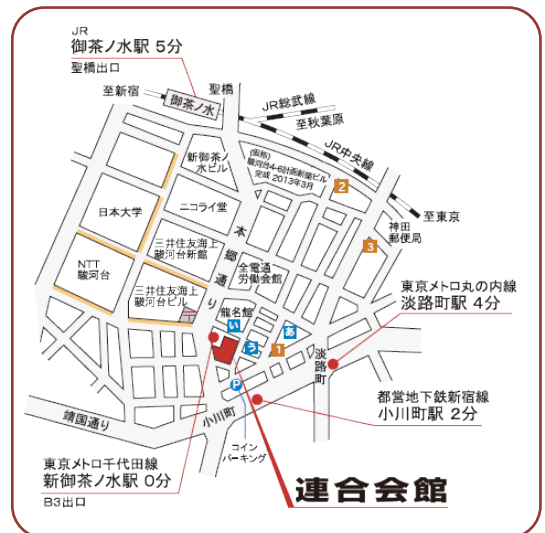 JR
御茶ノ水駅 5分
聖橋出口
至新宿
御茶ノ水
聖橋
JR総武線
至秋葉原
JR中央線
至東京
新御茶ノ
水ビル
(仮称)
駿河台4-6計画新築ビル
完成 2013年3月
2
日本大学
ニコライ堂
本郷通り
神田
郵便局
3
三井住友海上
駿河台新館
全電通
労働会館
NTT
駿河台
三井住友海上
駿河台ビル
龍名館
い
あ
う
1
東京メトロ丸の内線
淡路町駅 4分
淡路町
P
都営地下鉄新宿線
小川町駅 2分
靖国通り
小川町
コイン
パーキング
東京メトロ千代田線
新御茶ノ水駅 0分
B3出口
連合会館